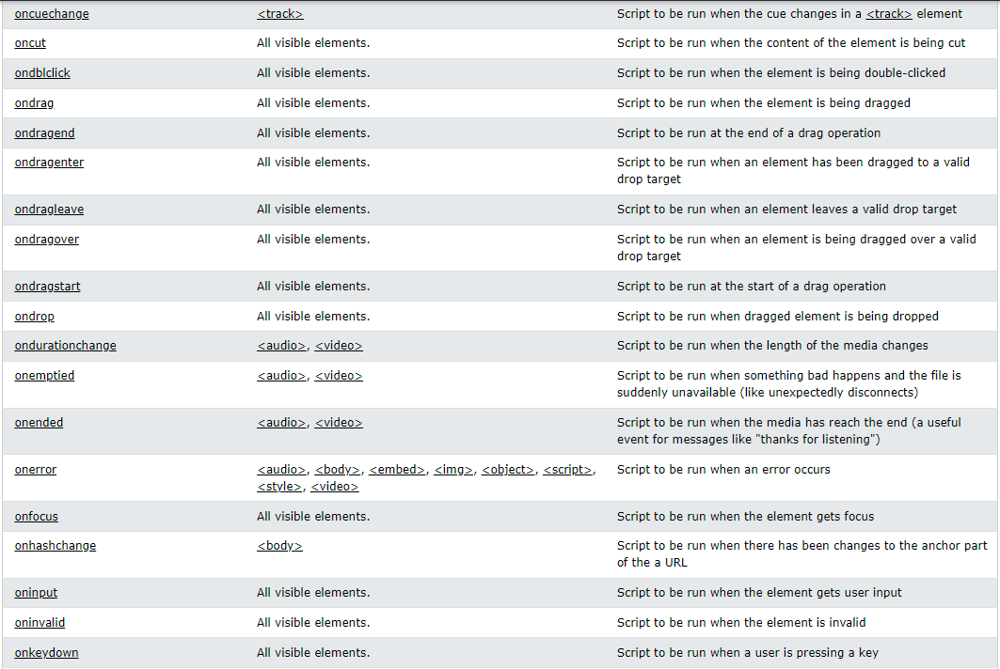 oncuechange <track> Script to be run when the cue changes in a <track> element
oncut All visible elements. Script to be run when the content of the element is being cut
ondblclick All visible elements. Script to be run when the element is being double-clicked
ondrag All visible elements. Script to be run when the element is being dragged
ondragend All visible elements. Script to be run at the end of a drag operation
ondragenter All visible elements. Script to be run when an element has been dragged to a valid
drop target
ondragleave All visible elements. Script to be run when an element leaves a valid drop target
ondragover All visible elements. Script to be run when an element is being dragged over a valid
drop target
ondragstart All visible elements. Script to be run at the start of a drag operation
ondrop All visible elements. Script to be run when dragged element is being dropped
ondurationchange <audio>, <video> Script to be run when the length of the media changes
onemptied <audio>, <video> Script to be run when something bad happens and the file is
suddenly unavailable (like unexpectedly disconnects)
onended <audio>, <video> Script to be run when the media has reach the end (a useful
event for messages like "thanks for listening")
onerror <audio>, <body>, <embed>, <img>, <object>, <script>, Script to be run when an error occurs
<style>, <video>
onfocus All visible elements. Script to be run when the element gets focus
onhashchange <body> Script to be run when there has been changes to the anchor part
of the a URL
oninput All visible elements. Script to be run when the element gets user input
oninvalid All visible elements. Script to be run when the element is invalid
onkeydown All visible elements. Script to be run when a user is pressing a key